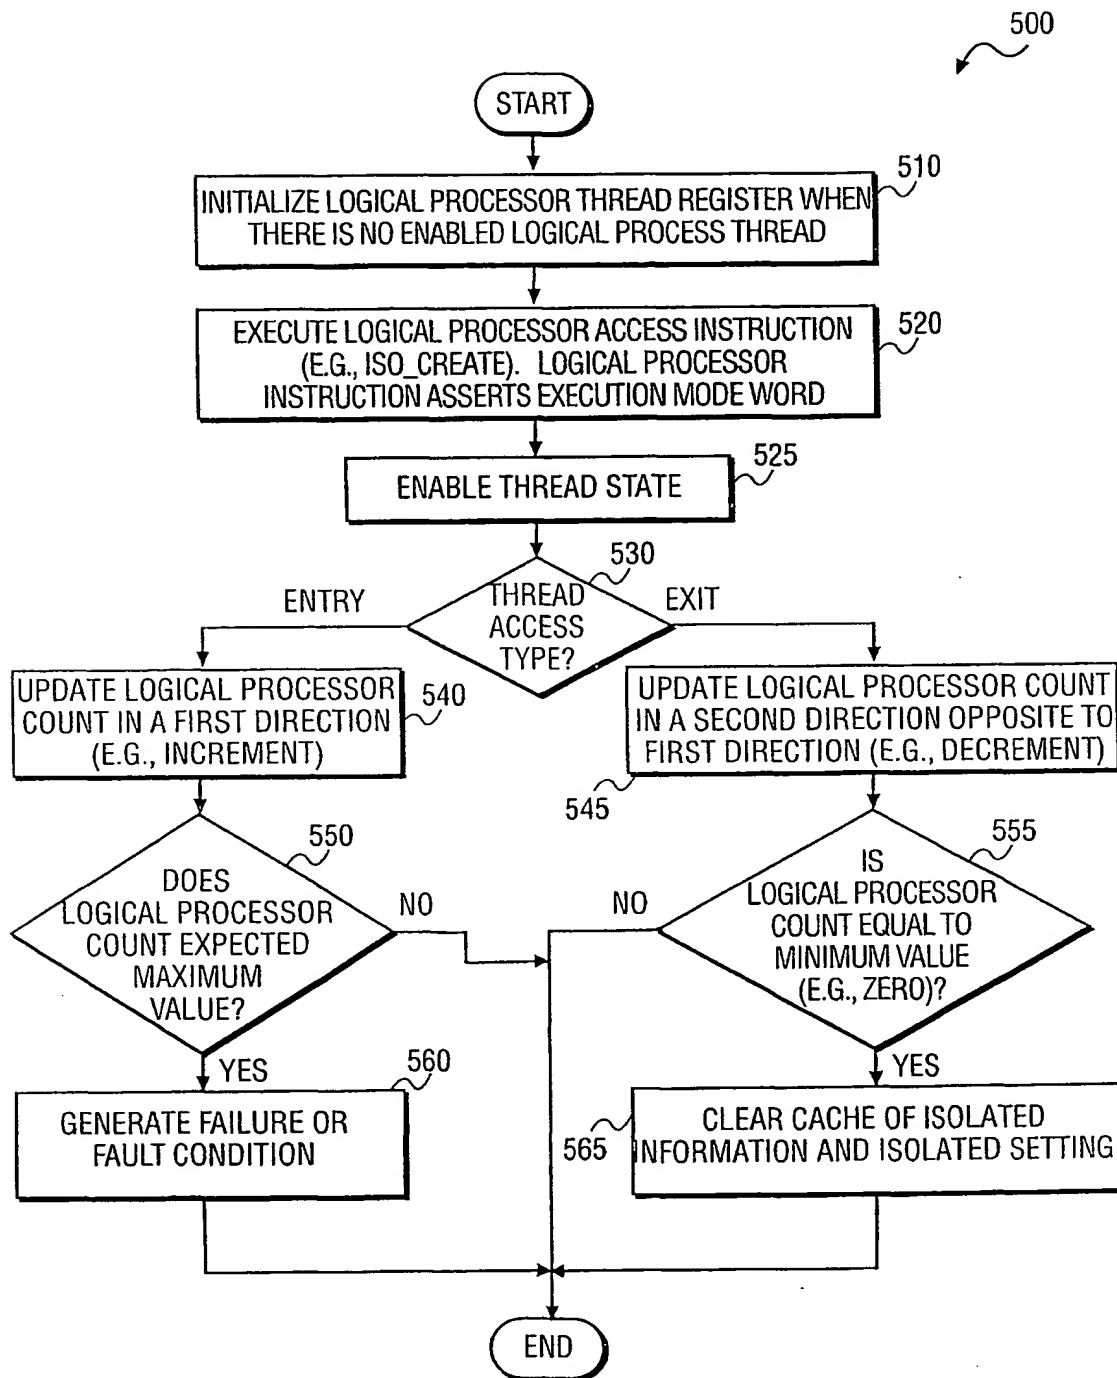 500
START
510
INITIALIZE LOGICAL PROCESSOR THREAD REGISTER WHEN
THERE IS NO ENABLED LOGICAL PROCESS THREAD
EXECUTE LOGICAL PROCESSOR ACCESS INSTRUCTION
(E.G., ISO_CREATE). LOGICAL PROCESSOR
INSTRUCTION ASSERTS EXECUTION MODE WORD
520
ENABLE THREAD STATE
525
530
THREAD
ACCESS
TYPE?
ENTRY
EXIT
UPDATE LOGICAL PROCESSOR
COUNT IN A FIRST DIRECTION
(E.G., INCREMENT)
540
UPDATE LOGICAL PROCESSOR COUNT
IN A SECOND DIRECTION OPPOSITE TO
FIRST DIRECTION (E.G., DECREMENT)
545
550
DOES
LOGICAL PROCESSOR
COUNT EXPECTED
MAXIMUM
VALUE?
NO
555
IS
LOGICAL PROCESSOR
COUNT EQUAL TO
MINIMUM VALUE
(E.G., ZERO)?
NO
YES
560
GENERATE FAILURE OR
FAULT CONDITION
YES
565
CLEAR CACHE OF ISOLATED
INFORMATION AND ISOLATED SETTING
END